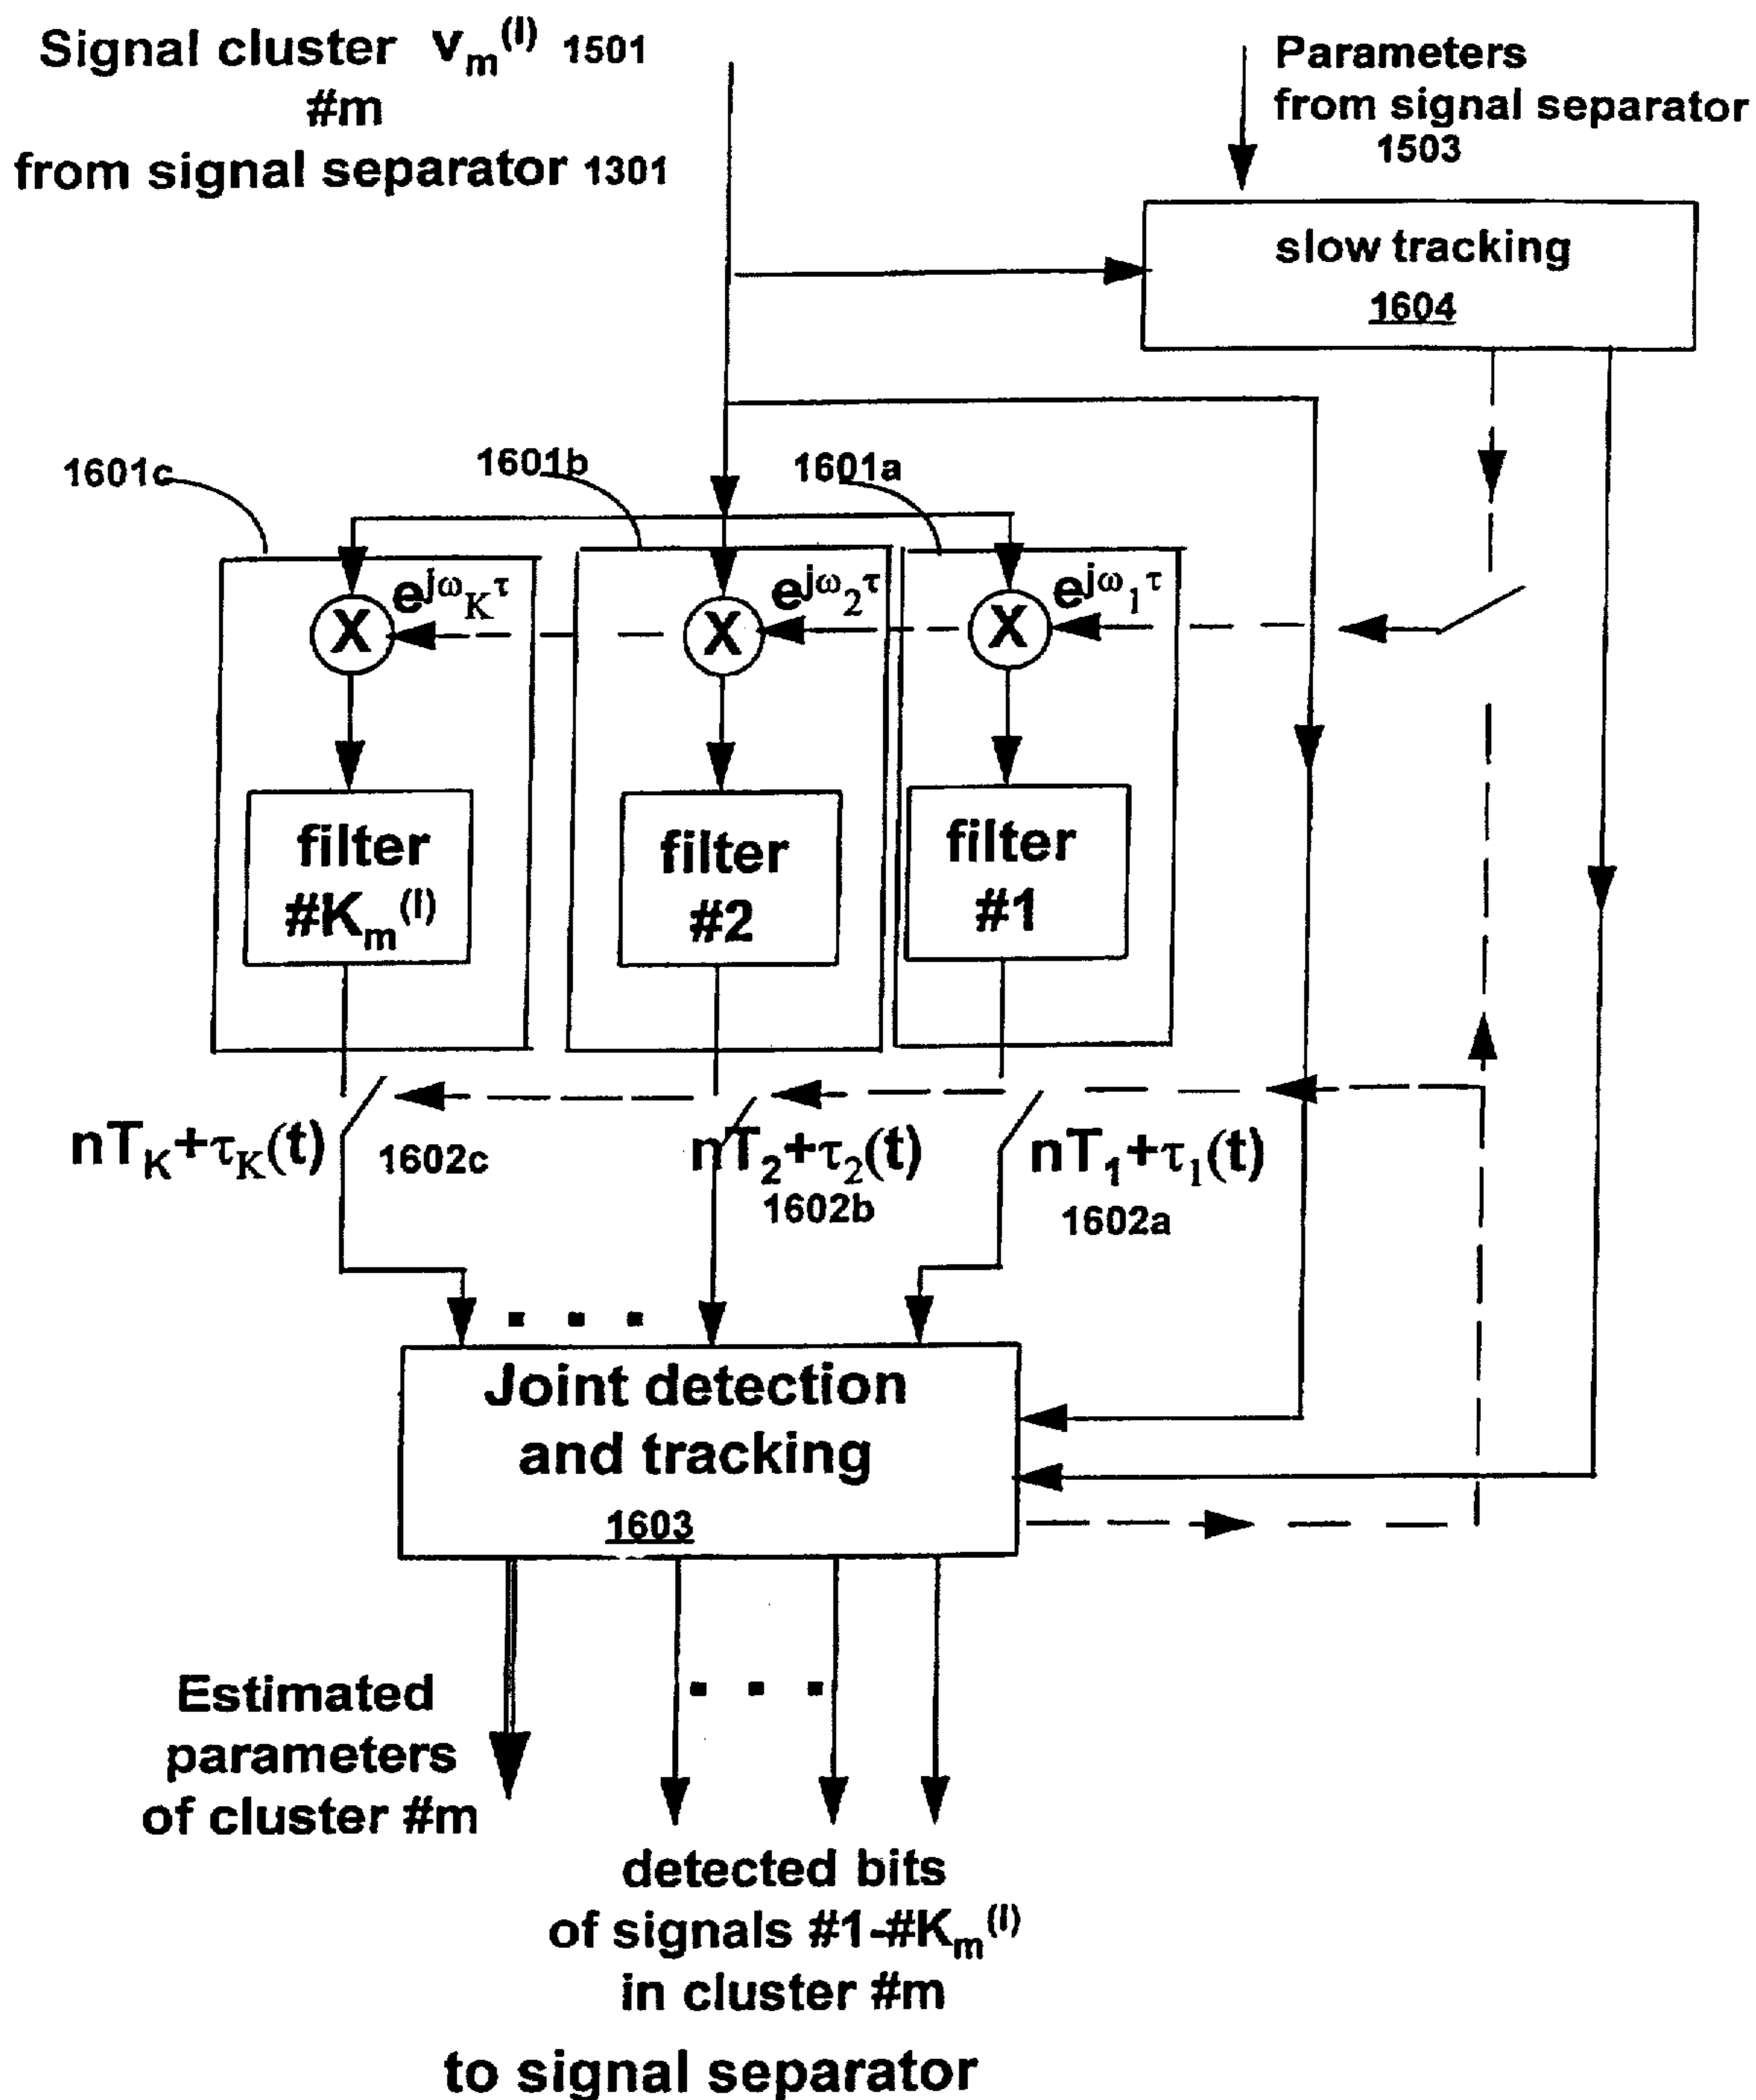 Signal cluster v_m^(l) 1501
#m
from signal separator 1301
Parameters
from signal separator
1503
slow tracking
1604
1601c
1601b
1601a
e^jω_K τ
e^jω_2 τ
e^jω_1 τ
X
X
X
filter
#K_m^(l)
filter
#2
filter
#1
nT_K+τ_K(t)
1602c
nT_2+τ_2(t)
1602b
nT_1+τ_1(t)
1602a
. . .
Joint detection
and tracking
1603
. . .
Estimated
parameters
of cluster #m
detected bits
of signals #1-#K_m^(l)
in cluster #m
to signal separator